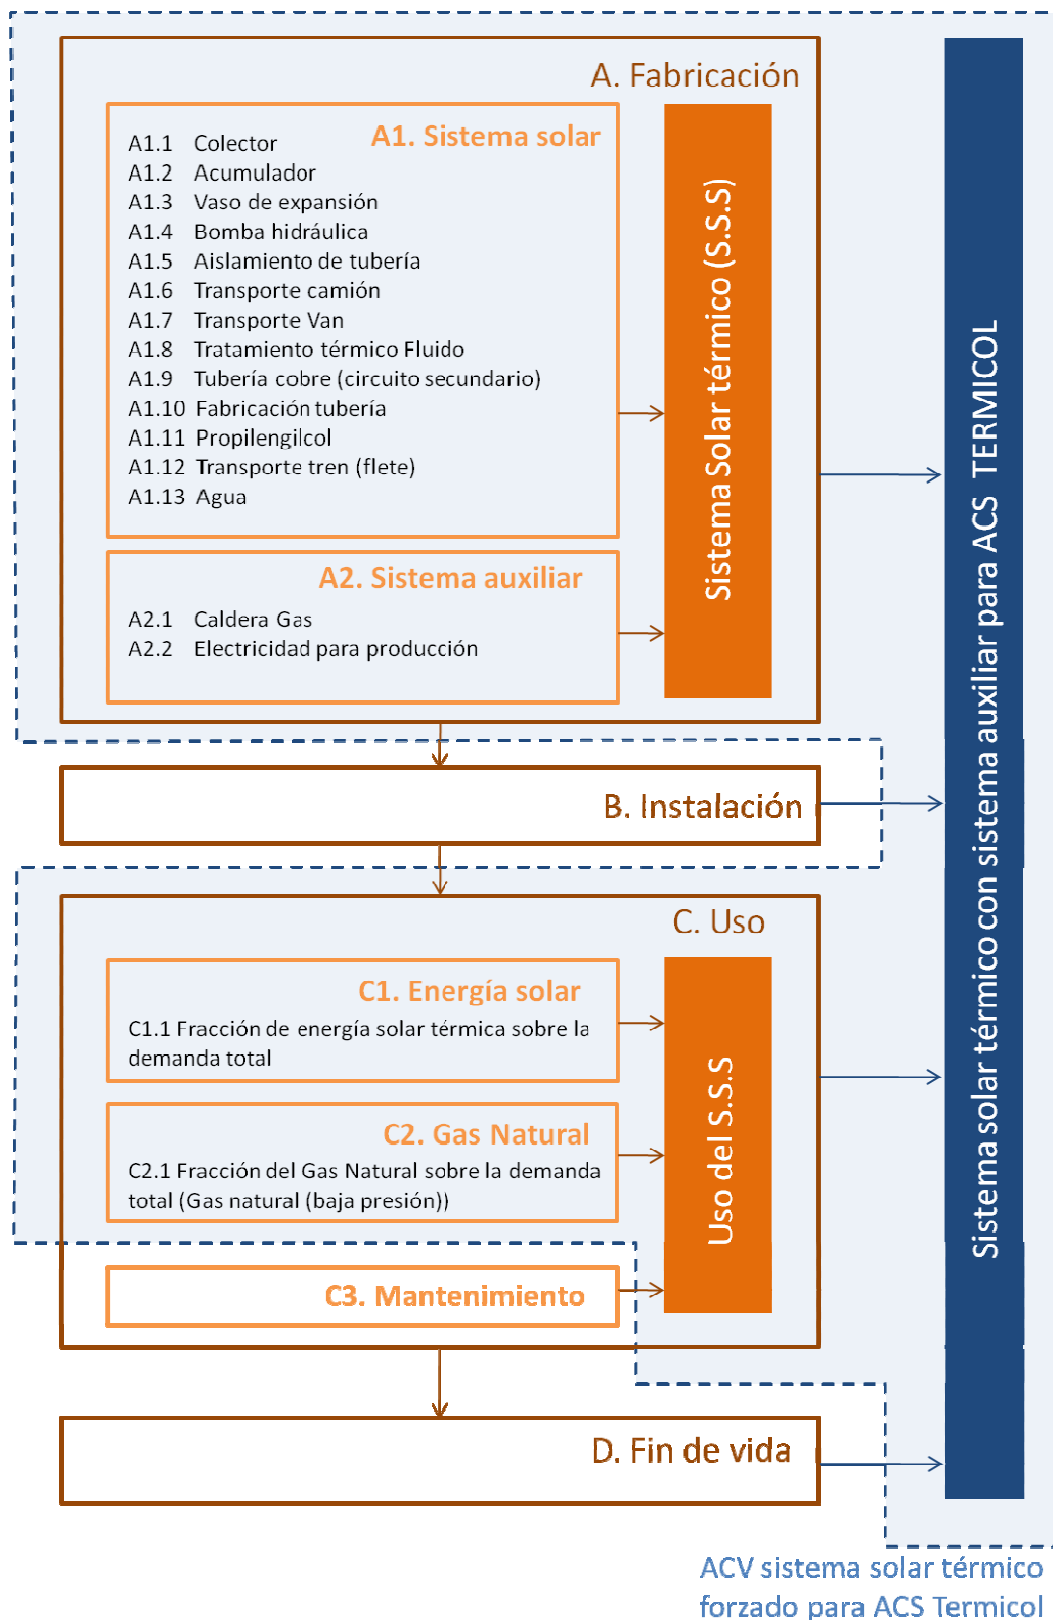 A. Fabricación
A1. Sistema solar
A1.1 Colector
A1.2 Acumulador
A1.3 Vaso de expansión
A1.4 Bomba hidráulica
A1.5 Aislamiento de tubería
A1.6 Transporte camión
A1.7 Transporte Van
A1.8 Tratamiento térmico Fluido
A1.9 Tubería cobre (circuito secundario)
A1.10 Fabricación tubería
A1.11 Propilengilcol
A1.12 Transporte tren (flete)
A1.13 Agua
A2. Sistema auxiliar
A2.1 Caldera Gas
A2.2 Electricidad para producción
Sistema Solar térmico (S.S.S)
B. Instalación
C. Uso
C1. Energía solar
C1.1 Fracción de energía solar térmica sobre la
demanda total
C2. Gas Natural
C2.1 Fracción del Gas Natural sobre la demanda
total (Gas natural (baja presión))
C3. Mantenimiento
Uso del S.S.S
D. Fin de vida
Sistema solar térmico con sistema auxiliar para ACS TERMICOL
ACV sistema solar térmico
forzado para ACS Termicol